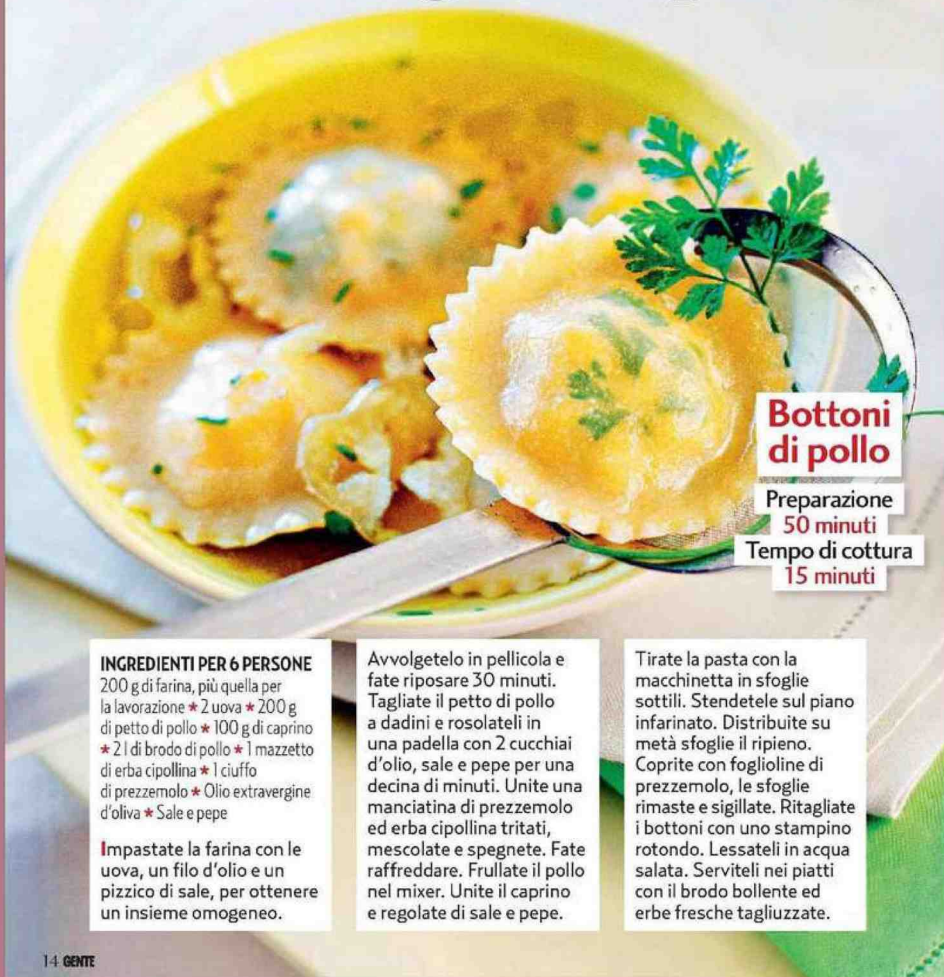 Bottoni
di pollo
Preparazione
50 minuti
Tempo di cottura
15 minuti
INGREDIENTI PER 6 PERSONE
200 g di farina, più quella per
la lavorazione * 2 uova * 200 g
di petto di pollo * 100 g di caprino
* 2 l di brodo di pollo * 1 mazzetto
di erba cipollina * 1 ciuffo
di prezzemolo * Olio extravergine
d'oliva * Sale e pepe
Impastate la farina con le
uova, un filo d'olio e un
pizzico di sale, per ottenere
un insieme omogeneo.
Avvolgetelo in pellicola e
fate riposare 30 minuti.
Tagliate il petto di pollo
a dadini e rosolateli in
una padella con 2 cucchiai
d'olio, sale e pepe per una
decina di minuti. Unite una
manciatina di prezzemolo
ed erba cipollina tritati,
mescolate e spegnete. Fate
raffreddare. Frullate il pollo
nel mixer. Unite il caprino
e regolate di sale e pepe.
Tirate la pasta con la
macchinetta in sfoglie
sottili. Stendetele sul piano
infarinato. Distribuite su
metà sfoglie il ripieno.
Coprite con foglioline di
prezzemolo, le sfoglie
rimaste e sigillate. Ritagliate
i bottoni con uno stampino
rotondo. Lessateli in acqua
salata. Serviteli nei piatti
con il brodo bollente ed
erbe fresche tagliuzzate.
14 GENTE